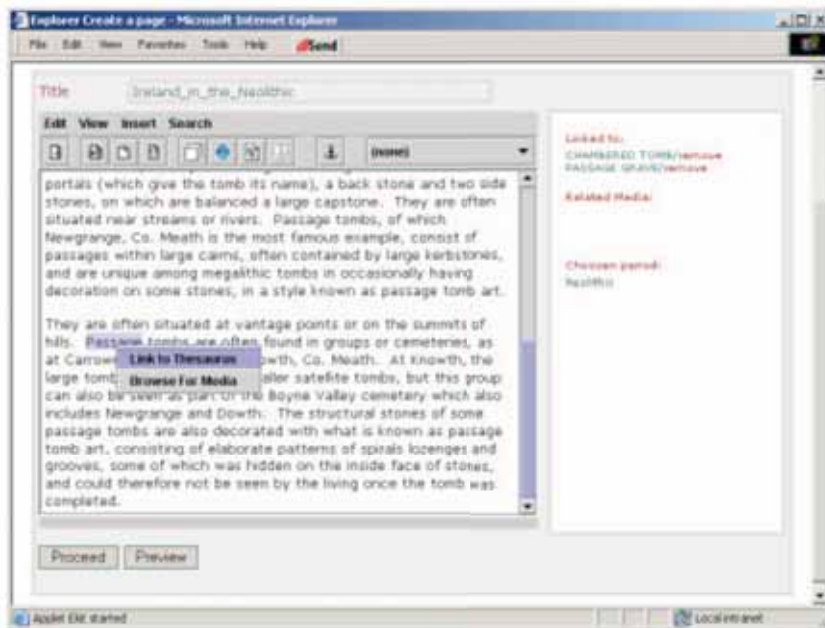 Explorer Create a page - Microsoft Internet Explorer
File Edit View Favorites Tools Help Send
Title Ireland_in_the_Neolithic
Edit View Insert Search
(none)
portals (which give the tomb its name), a back stone and two side
stones, on which are balanced a large capstone. They are often
situated near streams or rivers. Passage tombs, of which
Newgrange, Co. Meath is the most famous example, consist of
passages within large cairns, often contained by large kerbstones,
and are unique among megalithic tombs in occasionally having
decoration on some stones, in a style known as passage tomb art.
They are often situated at vantage points or on the summits of
hills. Passage tombs are often found in groups or cemeteries, as
at Carrow Link to Thesaurus owth, Co. Meath. At Knowth, the
large tomb Browse For Media aller satellite tombs, but this group
can also be seen as part of the Boyne Valley cemetery which also
includes Newgrange and Dowth. The structural stones of some
passage tombs are also decorated with what is known as passage
tomb art, consisting of elaborate patterns of spirals lozenges and
grooves, some of which was hidden on the inside face of stones,
and could therefore not be seen by the living once the tomb was
completed.
Linked to:
CHAMBERED TOMB/remove
PASSAGE GRAVE/remove
Related Media:
Choosen period:
Neolithic
Proceed Preview
Applet Ekit started Local intranet